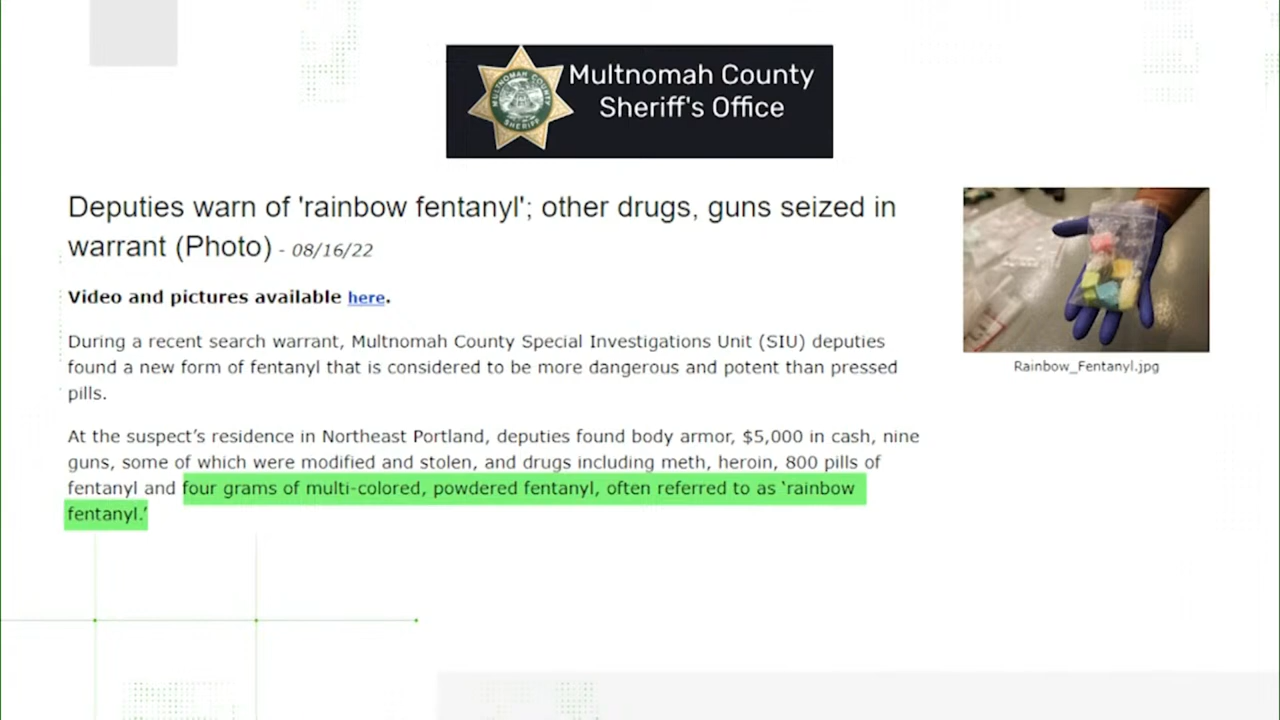 MULTNOMAH COUNTY
SHERIFF
Multnomah County
Sheriff's Office
Deputies warn of 'rainbow fentanyl'; other drugs, guns seized in
warrant (Photo) - 08/16/22
Video and pictures available here.
During a recent search warrant, Multnomah County Special Investigations Unit (SIU) deputies
found a new form of fentanyl that is considered to be more dangerous and potent than pressed
pills.
At the suspect’s residence in Northeast Portland, deputies found body armor, $5,000 in cash, nine
guns, some of which were modified and stolen, and drugs including meth, heroin, 800 pills of
fentanyl and four grams of multi-colored, powdered fentanyl, often referred to as ‘rainbow
fentanyl.’
Rainbow_Fentanyl.jpg